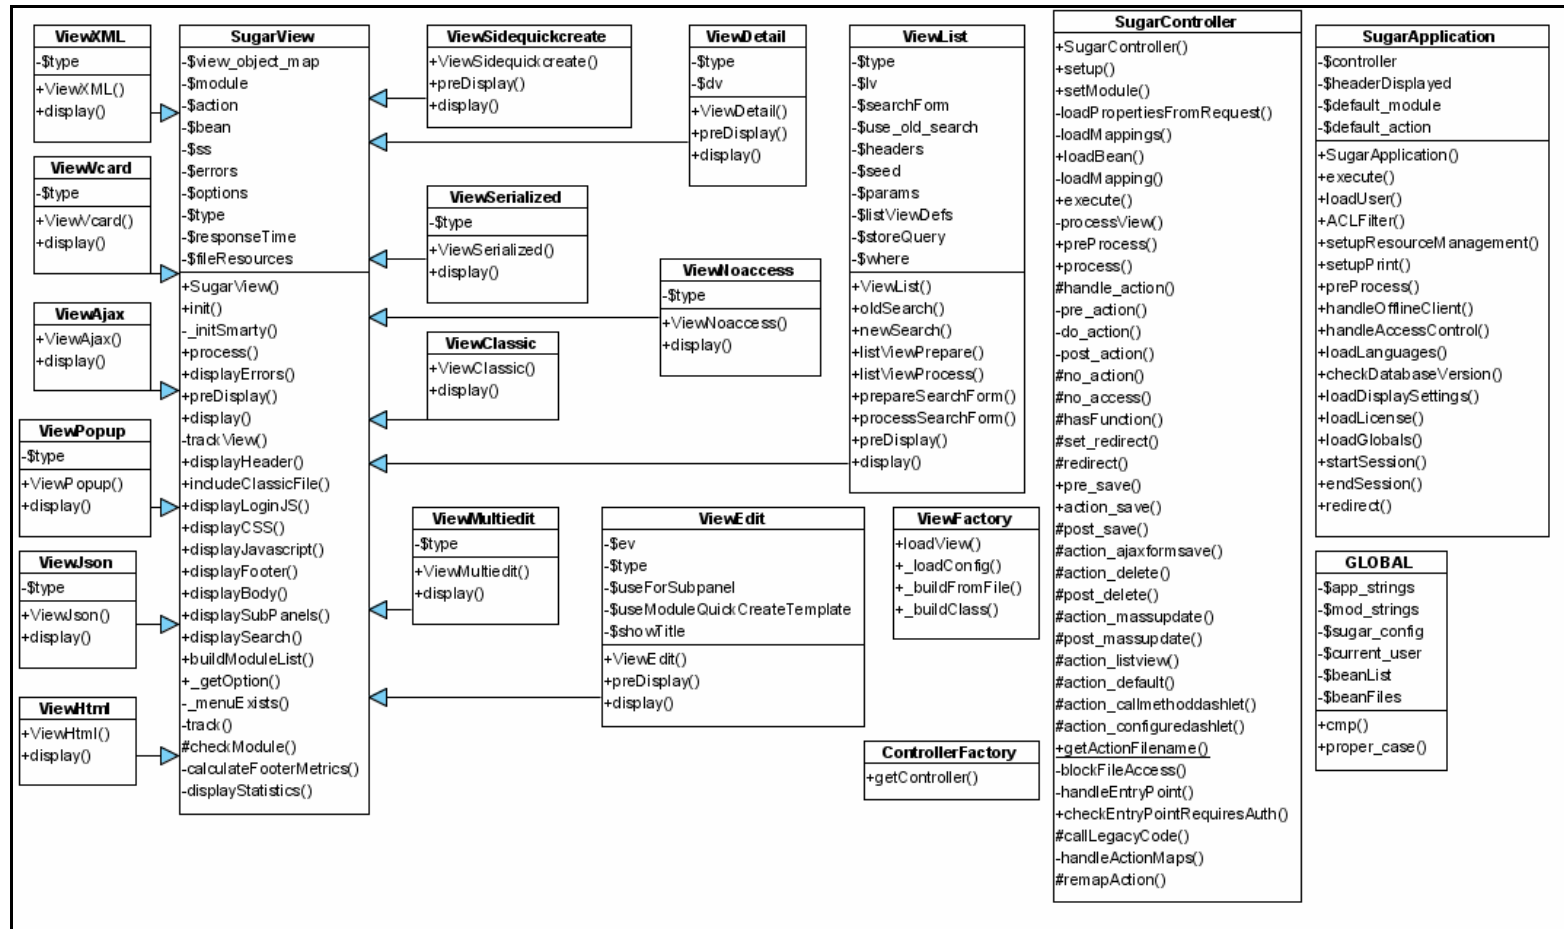 ViewXML
-$type
+ViewXML()
+display()
ViewVcard
-$type
+ViewVcard()
+display()
ViewAjax
+ViewAjax()
+display()
ViewPopup
-$type
+ViewPopup()
+display()
ViewJson
-$type
+ViewJson()
+display()
ViewHtml
+ViewHtml()
+display()
SugarView
-$view_object_map
-$module
-$action
-$bean
-$ss
-$errors
-$options
-$type
-$responseTime
-$fileResources
+SugarView()
+init()
-_initSmarty()
+process()
+displayErrors()
+preDisplay()
+display()
-trackView()
+displayHeader()
+includeClassicFile()
+displayLoginJS()
+displayCSS()
+displayJavascript()
+displayFooter()
+displayBody()
+displaySubPanels()
+displaySearch()
+buildModuleList()
+_getOption()
-_menuExists()
-track()
#checkModule()
-calculateFooterMetrics()
-displayStatistics()
ViewSidequickcreate
+ViewSidequickcreate()
+preDisplay()
+display()
ViewSerialized
-$type
+ViewSerialized()
+display()
ViewClassic
+ViewClassic()
+display()
ViewMultiedit
-$type
+ViewMultiedit()
+display()
ViewDetail
-$type
-$dv
+ViewDetail()
+preDisplay()
+display()
ViewNoaccess
-$type
+ViewNoaccess()
+display()
ViewEdit
-$ev
-$type
-$useForSubpanel
-$useModuleQuickCreateTemplate
-$showTitle
+ViewEdit()
+preDisplay()
+display()
ViewList
-$type
-$lv
-$searchForm
-$use_old_search
-$headers
-$seed
-$params
-$listViewDefs
-$storeQuery
-$where
+ViewList()
+oldSearch()
+newSearch()
+listViewPrepare()
+listViewProcess()
+prepareSearchForm()
+processSearchForm()
+preDisplay()
+display()
ViewFactory
+loadView()
+_loadConfig()
+_buildFromFile()
+_buildClass()
ControllerFactory
+getController()
SugarController
+SugarController()
+setup()
+setModule()
-loadPropertiesFromRequest()
-loadMappings()
+loadBean()
-loadMapping()
+execute()
-processView()
+preProcess()
+process()
#handle_action()
-pre_action()
-do_action()
-post_action()
#no_action()
#no_access()
#hasFunction()
#set_redirect()
#redirect()
+pre_save()
+action_save()
#post_save()
#action_ajaxformsave()
#action_delete()
#post_delete()
#action_massupdate()
#post_massupdate()
#action_listview()
#action_default()
#action_callmethoddashlet()
#action_configuredashlet()
+getActionFilename()
-blockFileAccess()
-handleEntryPoint()
+checkEntryPointRequiresAuth()
#callLegacyCode()
-handleActionMaps()
#remapAction()
SugarApplication
-$controller
-$headerDisplayed
-$default_module
-$default_action
+SugarApplication()
+execute()
+loadUser()
+ACLFilter()
+setupResourceManagement()
+setupPrint()
+preProcess()
+handleOfflineClient()
+handleAccessControl()
+loadLanguages()
+checkDatabaseVersion()
+loadDisplaySettings()
+loadLicense()
+loadGlobals()
+startSession()
+endSession()
+redirect()
GLOBAL
-$app_strings
-$mod_strings
-$sugar_config
-$current_user
-$beanList
-$beanFiles
+cmp()
+proper_case()